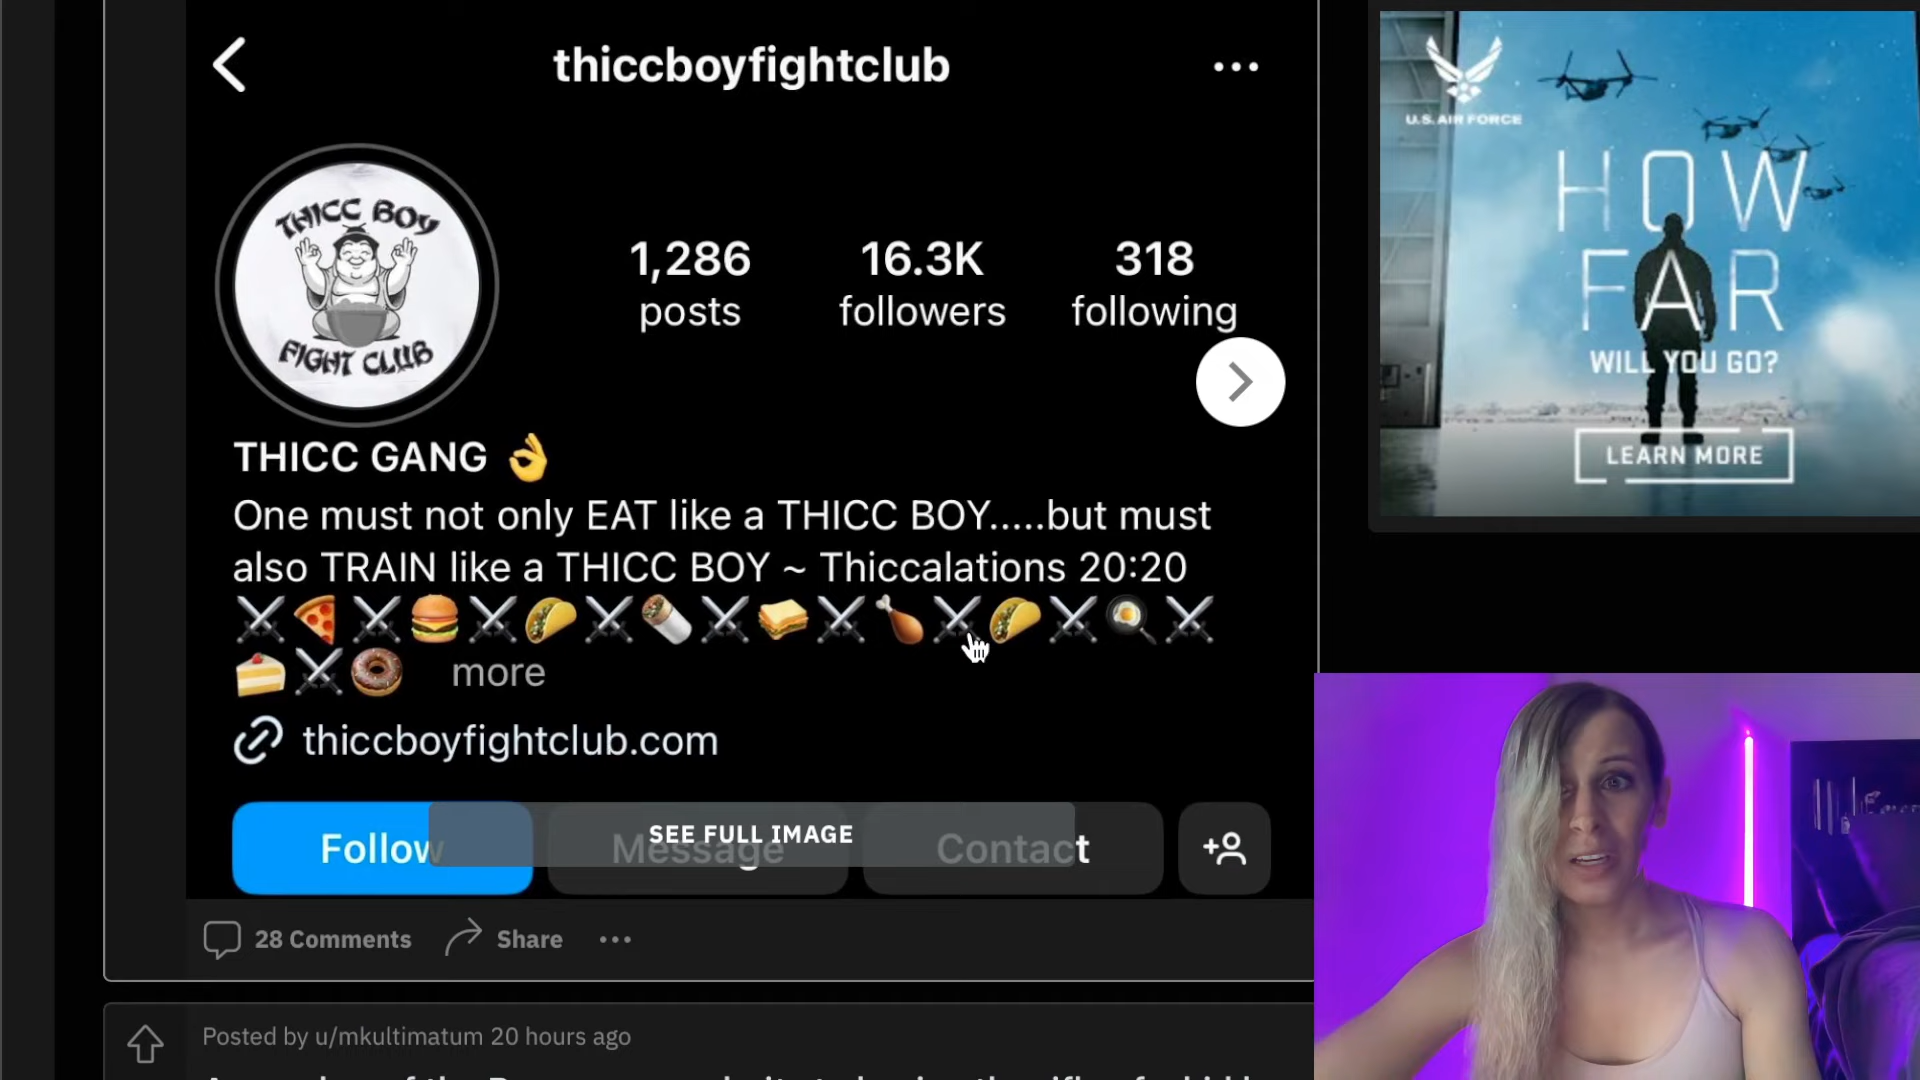 thiccboyfightclub
THICC BOY
FIGHT CLUB
1,286
posts
16.3K
followers
318
following
THICC GANG 👌
One must not only EAT like a THICC BOY.....but must
also TRAIN like a THICC BOY ~ Thiccalations 20:20
⚔️🍕⚔️🍔⚔️🌮⚔️🌯⚔️🥪⚔️🍗⚔️🌮⚔️🍳⚔️
🍰⚔️🍩 more
thiccboyfightclub.com
Follow
Message
Contact
SEE FULL IMAGE
28 Comments
Share
Posted by u/mkultimatum 20 hours ago
U.S. AIR FORCE
HOW
FAR
WILL YOU GO?
LEARN MORE